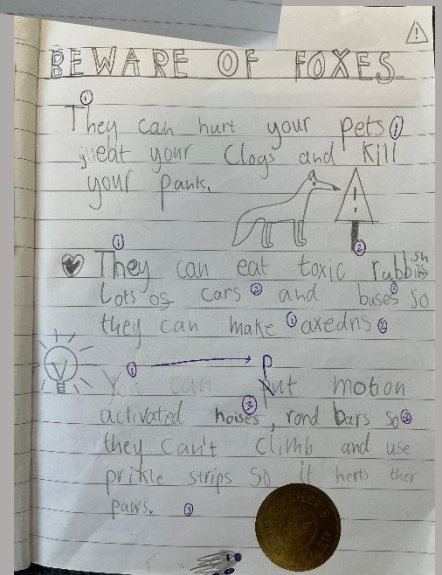 BEWARE OF FOXES
They can hurt your pets
eat your Clogs and kill
your pants.
They can eat toxic rubbish
Lots of cars and buses so
they can make axedns
You can put motion
activated hoises, rond bars so
they can't climb and use
prikle strips so it herts ther
paws.